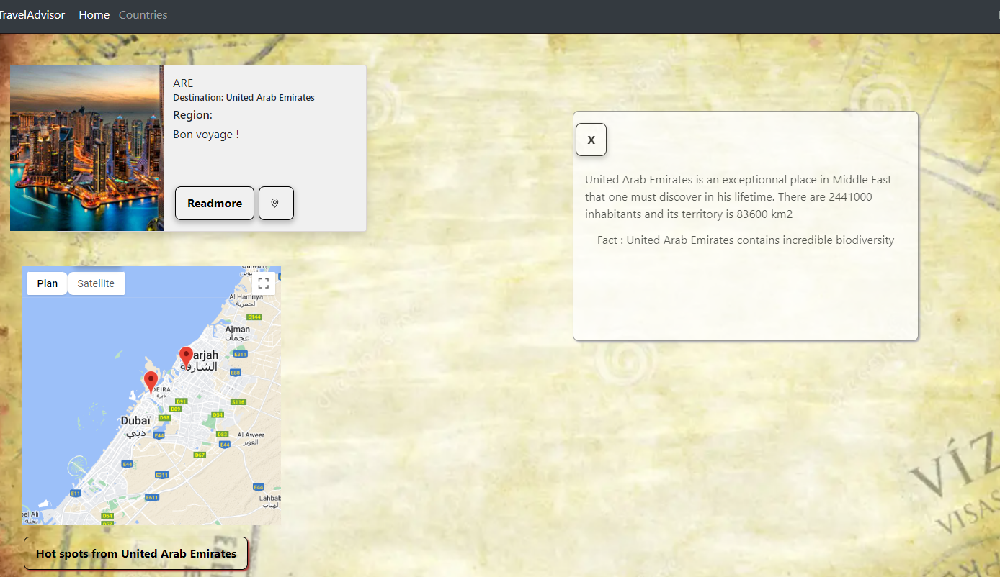 TravelAdvisor Home Countries
ARE
Destination: United Arab Emirates
Region:
Bon voyage !
Readmore
X
United Arab Emirates is an exceptionnal place in Middle East
that one must discover in his lifetime. There are 2441000
inhabitants and its territory is 83600 km2
Fact : United Arab Emirates contains incredible biodiversity
Plan Satellite
Al Hamriya
الحمرية
S144
Ajman
عجمان
E311
arjah
الشارقة
E88
DEIRA
ديرة
D91
S116
D89
D68
D54
Dubaï
دبي
E44
D83
Al Aweer
العوير
E44
D67
E44
E311
E44
E11
E611
Lahbab
لهباب
D54
Hot spots from United Arab Emirates
VÍZ
VISAS